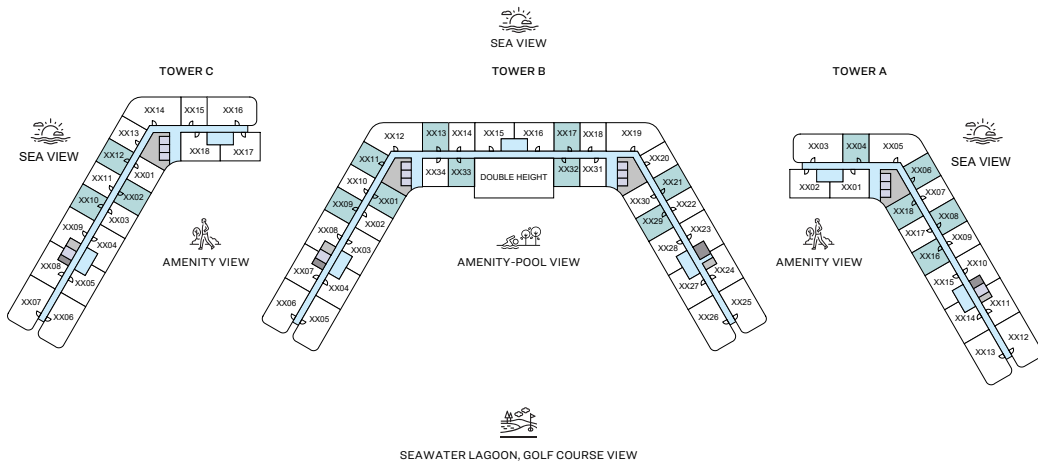 SEA VIEW
TOWER C
TOWER B
TOWER A
XX14
XX15
XX16
XX13
XX12
XX11
XX10
XX09
XX08
XX07
XX18
XX17
XX01
XX02
XX03
XX04
XX05
XX06
SEA VIEW
AMENITY VIEW
XX12
XX13
XX14
XX15
XX16
XX17
XX18
XX19
XX11
XX10
XX09
XX08
XX07
XX06
XX34
XX33
DOUBLE HEIGHT
XX32
XX31
XX01
XX02
XX03
XX04
XX05
XX20
XX21
XX22
XX23
XX24
XX25
XX30
XX29
XX28
XX27
XX26
AMENITY-POOL VIEW
XX03
XX04
XX05
XX02
XX01
XX06
XX07
XX08
XX09
XX10
XX11
XX12
XX18
XX17
XX16
XX15
XX14
XX13
SEA VIEW
AMENITY VIEW
SEAWATER LAGOON, GOLF COURSE VIEW